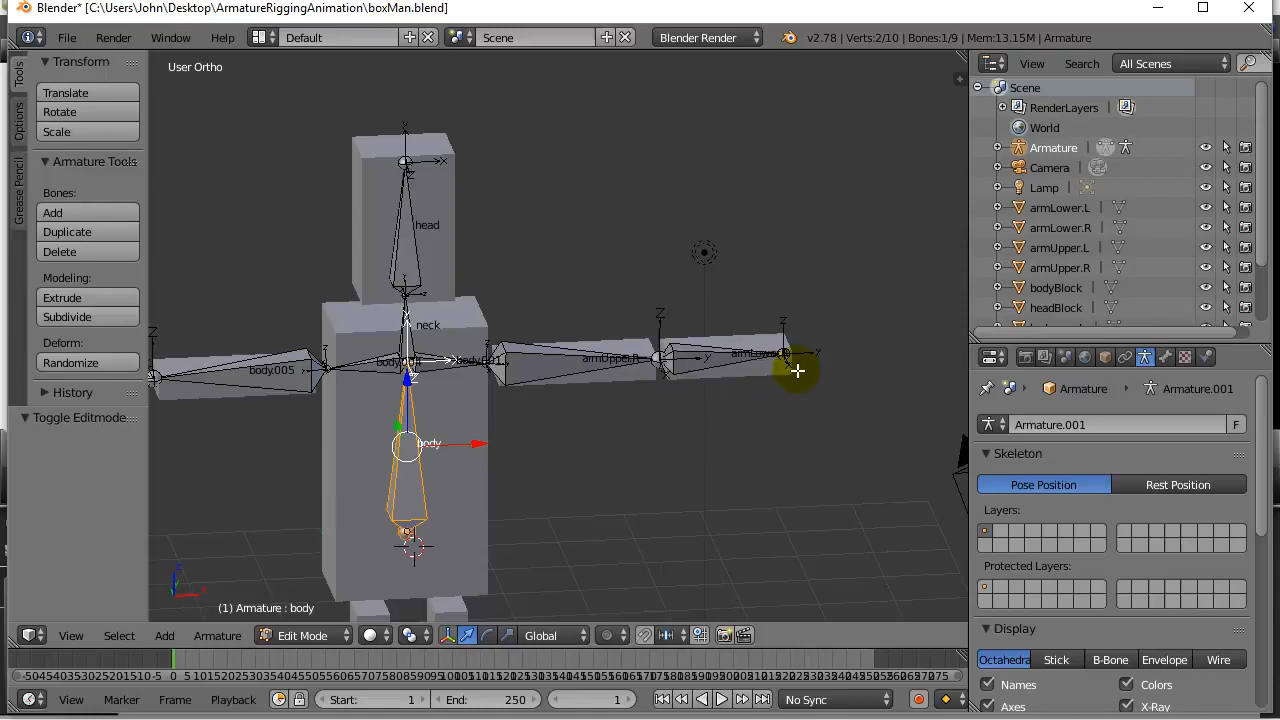 Blender* [C:\Users\John\Desktop\ArmatureRiggingAnimation\boxMan.blend]
File Render Window Help Default Scene Blender Render v2.78 | Verts:2/10 | Bones:1/9 | Mem:13.15M | Armature
Tools
Options
Grease Pencil
Transform
Translate
Rotate
Scale
Armature Tools
Bones:
Add
Duplicate
Delete
Modeling:
Extrude
Subdivide
Deform:
Randomize
History
Toggle Editmode
User Ortho
head
neck
body.005
body.001
armUpper.R
body
(1) Armature : body
View Search All Scenes
Scene
RenderLayers
World
Armature
Camera
Lamp
armLower.L
armLower.R
armUpper.L
armUpper.R
bodyBlock
headBlock
Armature Armature.001
Armature.001 F
Skeleton
Pose Position Rest Position
Layers:
Protected Layers:
Display
Octahedra Stick B-Bone Envelope Wire
Names Colors
Axes X-Ray
View Select Add Armature Edit Mode Global
View Marker Frame Playback Start: 1 End: 250 1 No Sync